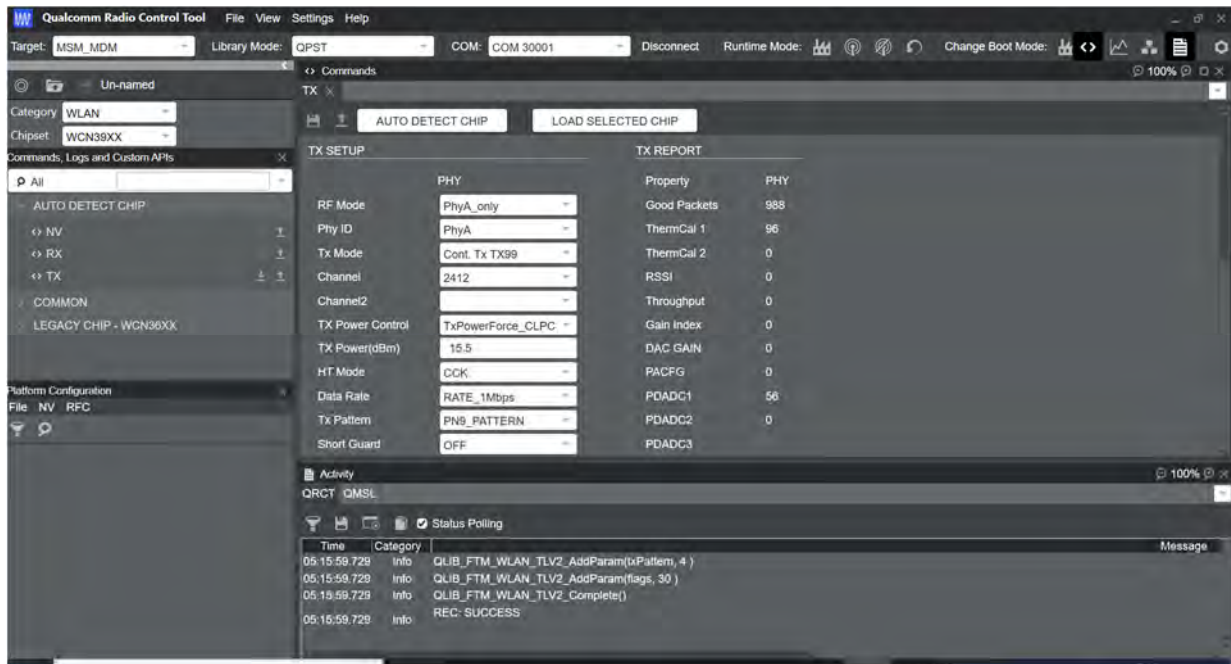 Qualcomm Radio Control Tool File View Settings Help
Target: MSM_MDM Library Mode: QPST COM: COM 30001 Disconnect Runtime Mode: Change Boot Mode:
Un-named
Category WLAN
Chipset WCN39XX
Commands, Logs and Custom APIs
All
AUTO DETECT CHIP
NV
RX
TX
COMMON
LEGACY CHIP - WCN36XX
Platform Configuration
File NV RFC
Commands 100%
TX
AUTO DETECT CHIP LOAD SELECTED CHIP
TX SETUP TX REPORT
PHY Property PHY
RF Mode PhyA_only Good Packets 988
Phy ID PhyA ThermCal 1 96
Tx Mode Cont. Tx TX99 ThermCal 2 0
Channel 2412 RSSI 0
Channel2 Throughput 0
TX Power Control TxPowerForce_CLPC Gain Index 0
TX Power(dBm) 15.5 DAC GAIN 0
HT Mode CCK PACFG 0
Data Rate RATE_1Mbps PDADC1 56
Tx Pattern PN9_PATTERN PDADC2 0
Short Guard OFF PDADC3
Activity 100%
QRCT QMSL
Status Polling
Time Category Message
05:15:59.729 Info QLIB_FTM_WLAN_TLV2_AddParam(txPattern, 4 )
05:15:59.729 Info QLIB_FTM_WLAN_TLV2_AddParam(flags, 30 )
05:15:59.729 Info QLIB_FTM_WLAN_TLV2_Complete()
05:15:59.729 Info REC: SUCCESS